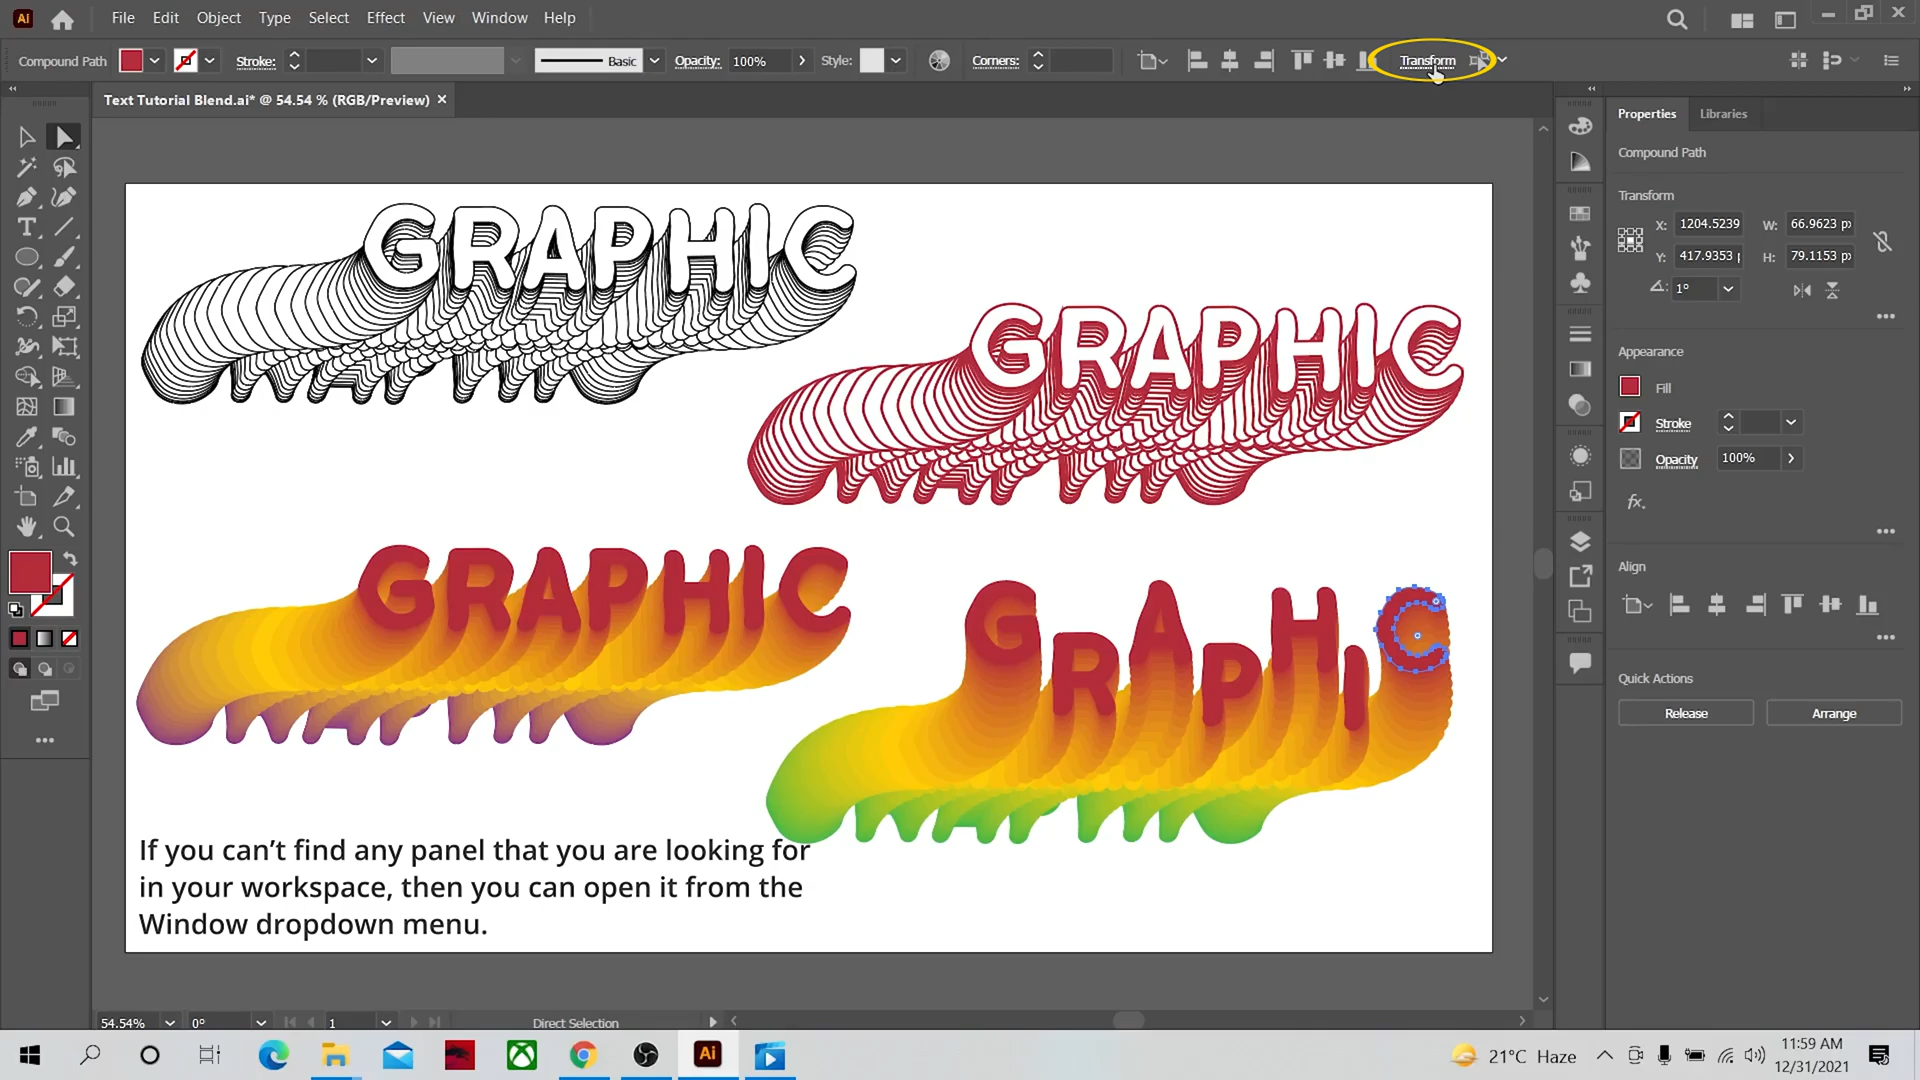 Ai File Edit Object Type Select Effect View Window Help
Compound Path Stroke: Basic Opacity: 100% Style: Corners: Transform
Text Tutorial Blend.ai* @ 54.54 % (RGB/Preview) ×
Properties Libraries
Compound Path
Transform
X: 1204.5239 W: 66.9623 px
Y: 417.9353 H: 79.1153 px
1°
Appearance
Fill
Stroke
Opacity 100%
fx.
Align
Quick Actions
Release Arrange
GRAPHIC
GRAPHIC
GRAPHIC
GRAPHIC
If you can't find any panel that you are looking for
in your workspace, then you can open it from the
Window dropdown menu.
54.54% 0° 1 Direct Selection
Ai 21°C Haze 11:59 AM
12/31/2021